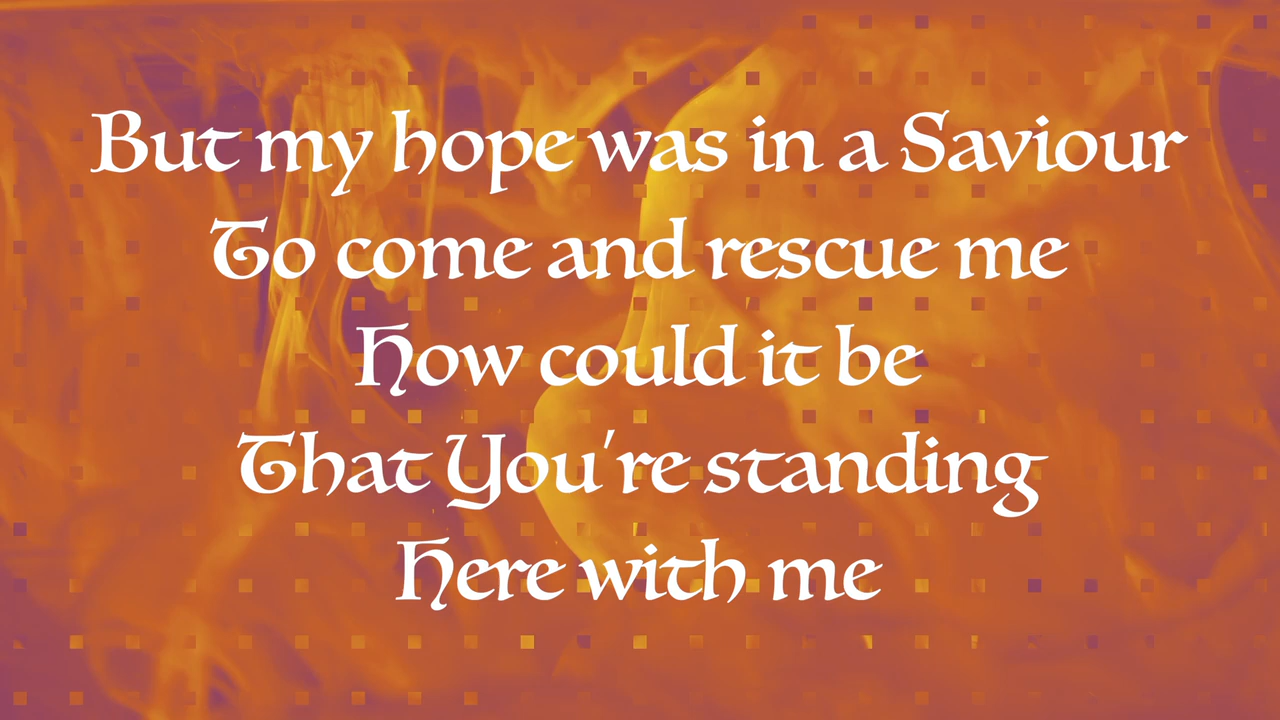 But my hope was in a Saviour
To come and rescue me
How could it be
That You're standing
Here with me